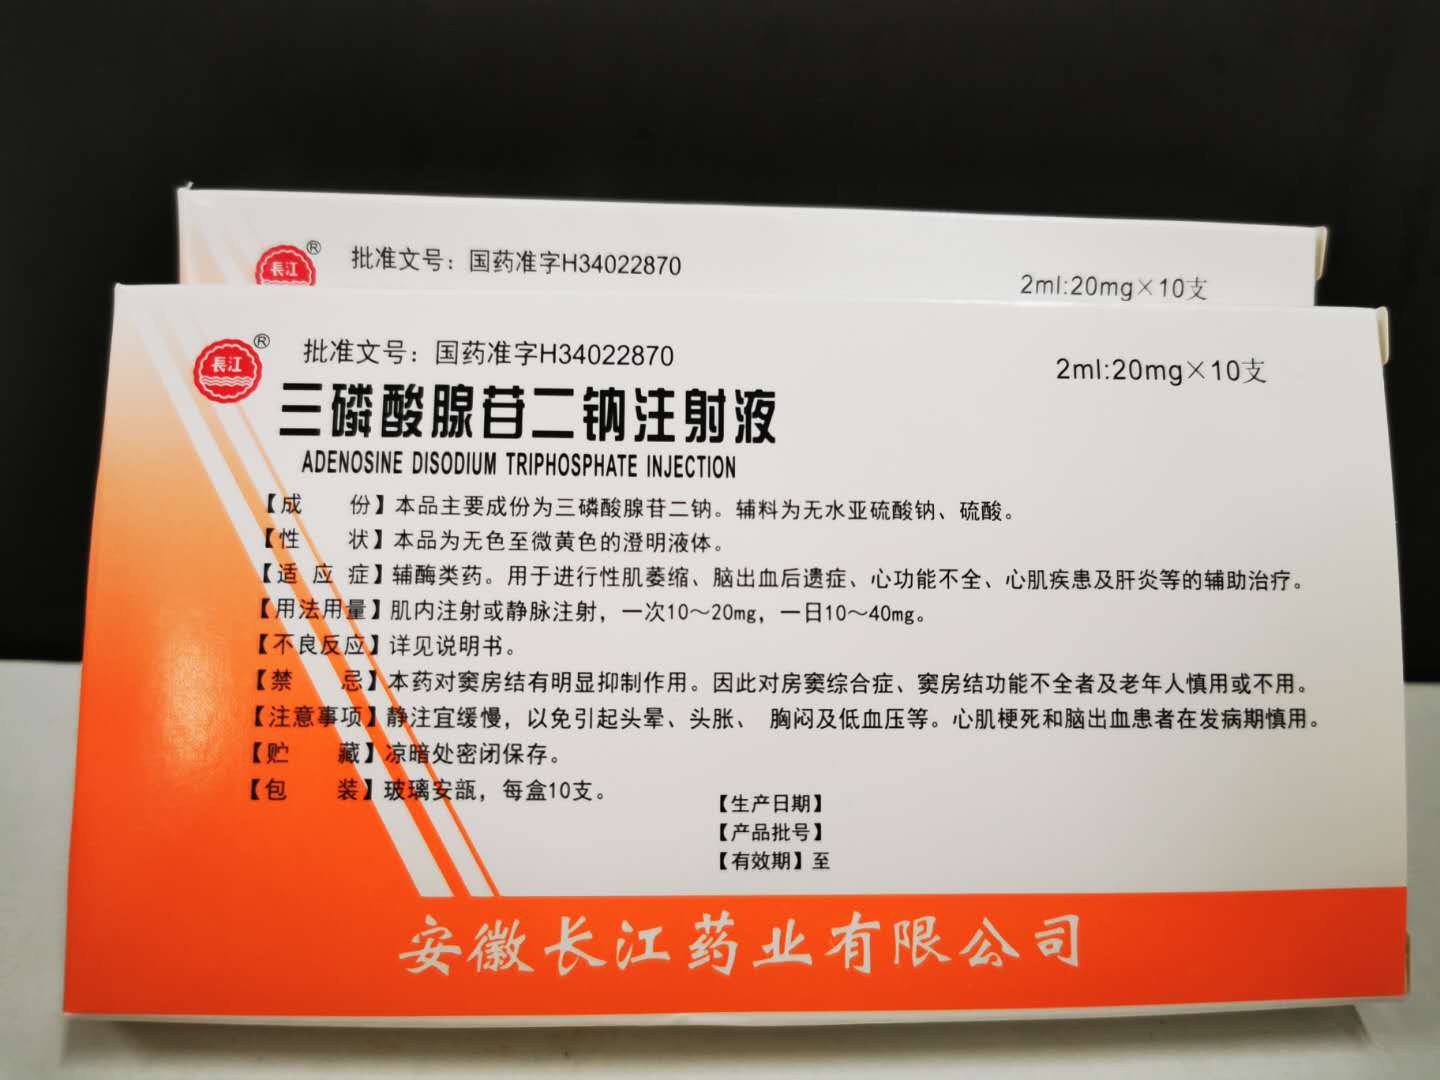 長江
®
批准文号：国药准字H34022870
2ml:20mg×10支
長江
®
批准文号：国药准字H34022870
2ml:20mg×10支
三磷酸腺苷二钠注射液
ADENOSINE DISODIUM TRIPHOSPHATE INJECTION
【成　份】本品主要成份为三磷酸腺苷二钠。辅料为无水亚硫酸钠、硫酸。
【性　状】本品为无色至微黄色的澄明液体。
【适 应 症】辅酶类药。用于进行性肌萎缩、脑出血后遗症、心功能不全、心肌疾患及肝炎等的辅助治疗。
【用法用量】肌内注射或静脉注射，一次10～20mg，一日10～40mg。
【不良反应】详见说明书。
【禁　忌】本药对窦房结有明显抑制作用。因此对房窦综合症、窦房结功能不全者及老年人慎用或不用。
【注意事项】静注宜缓慢，以免引起头晕、头胀、 胸闷及低血压等。心肌梗死和脑出血患者在发病期慎用。
【贮　藏】凉暗处密闭保存。
【包　装】玻璃安瓿，每盒10支。
【生产日期】
【产品批号】
【有效期】至
安徽长江药业有限公司